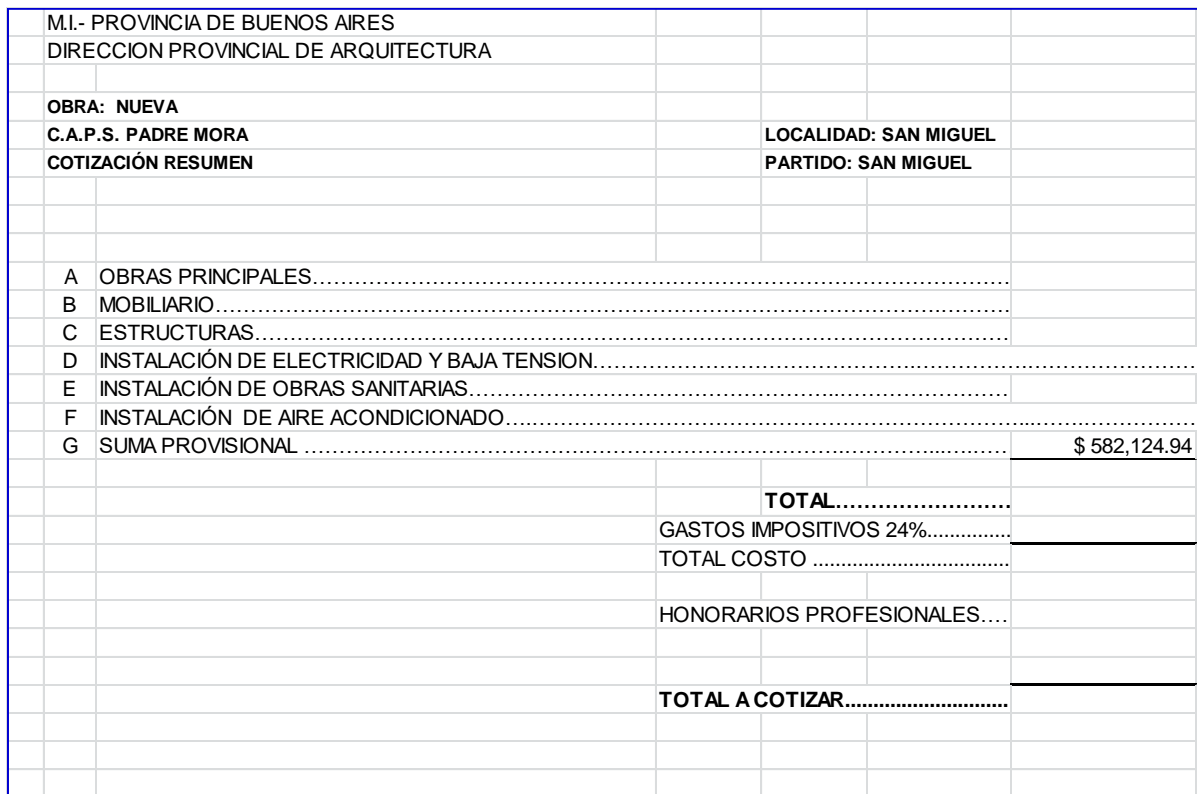 M.I.- PROVINCIA DE BUENOS AIRES
DIRECCION PROVINCIAL DE ARQUITECTURA
OBRA: NUEVA
C.A.P.S. PADRE MORA LOCALIDAD: SAN MIGUEL
COTIZACIÓN RESUMEN PARTIDO: SAN MIGUEL
A OBRAS PRINCIPALES……………………………………………………………………………………
B MOBILIARIO……………………………………………………………………………………………….
C ESTRUCTURAS……………………………………………………………………………………………
D INSTALACIÓN DE ELECTRICIDAD Y BAJA TENSION……………………………………………………………………
E INSTALACIÓN DE OBRAS SANITARIAS……………………………………………..……………………
F INSTALACIÓN DE AIRE ACONDICIONADO….………………………………………………………………...…………………
G SUMA PROVISIONAL ………………………………………………………………………….. $ 582,124.94
TOTAL……………………
GASTOS IMPOSITIVOS 24%...............
TOTAL COSTO ...................................
HONORARIOS PROFESIONALES….
TOTAL A COTIZAR............................